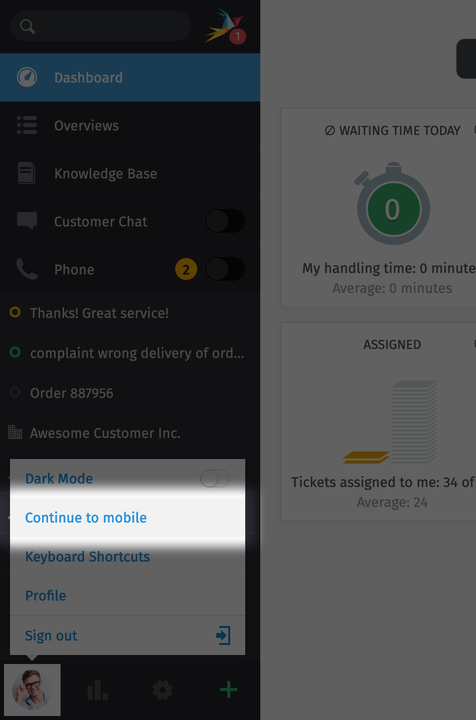 1
Dashboard
Overviews
Knowledge Base
Customer Chat
Phone 2
Thanks! Great service!
complaint wrong delivery of ord...
Order 887956
Awesome Customer Inc.
Dark Mode
Continue to mobile
Keyboard Shortcuts
Profile
Sign out
∅ WAITING TIME TODAY
0
My handling time: 0 minute
Average: 0 minutes
ASSIGNED
Tickets assigned to me: 34 of
Average: 24